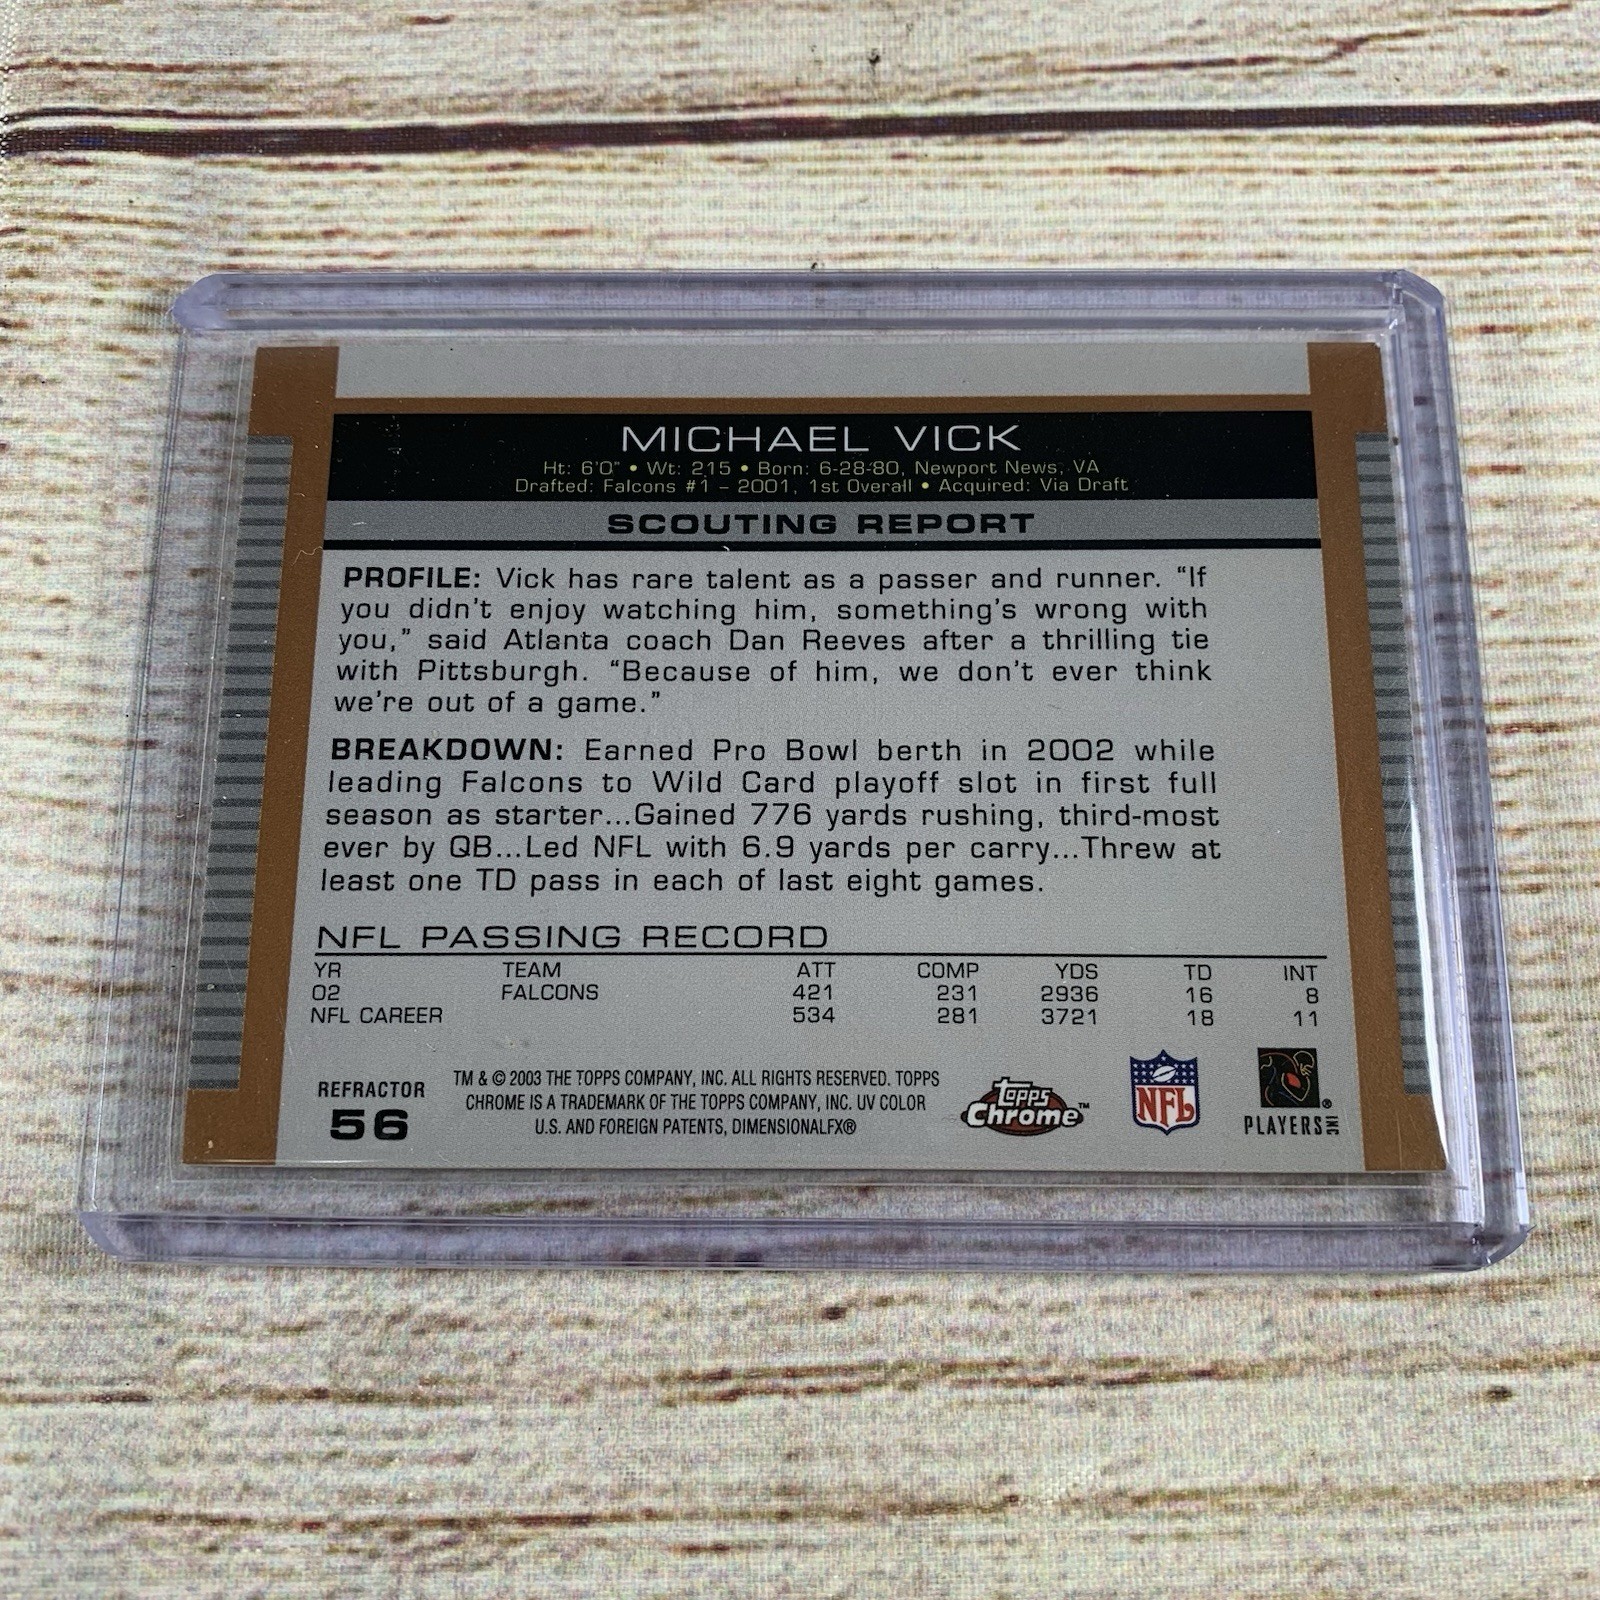 MICHAEL VICK
Ht: 6'0" • Wt: 215 • Born: 6-28-80, Newport News, VA
Drafted: Falcons #1 – 2001, 1st Overall • Acquired: Via Draft
SCOUTING REPORT
PROFILE: Vick has rare talent as a passer and runner. “If
you didn't enjoy watching him, something's wrong with
you,” said Atlanta coach Dan Reeves after a thrilling tie
with Pittsburgh. “Because of him, we don't ever think
we're out of a game.”
BREAKDOWN: Earned Pro Bowl berth in 2002 while
leading Falcons to Wild Card playoff slot in first full
season as starter...Gained 776 yards rushing, third-most
ever by QB...Led NFL with 6.9 yards per carry...Threw at
least one TD pass in each of last eight games.
NFL PASSING RECORD
YR TEAM ATT COMP YDS TD INT
02 FALCONS 421 231 2936 16 8
NFL CAREER 534 281 3721 18 11
REFRACTOR
56
TM & © 2003 THE TOPPS COMPANY, INC. ALL RIGHTS RESERVED. TOPPS
CHROME IS A TRADEMARK OF THE TOPPS COMPANY, INC. UV COLOR
U.S. AND FOREIGN PATENTS, DIMENSIONALFX®
Topps
Chrome™
NFL
PLAYERS INC ®